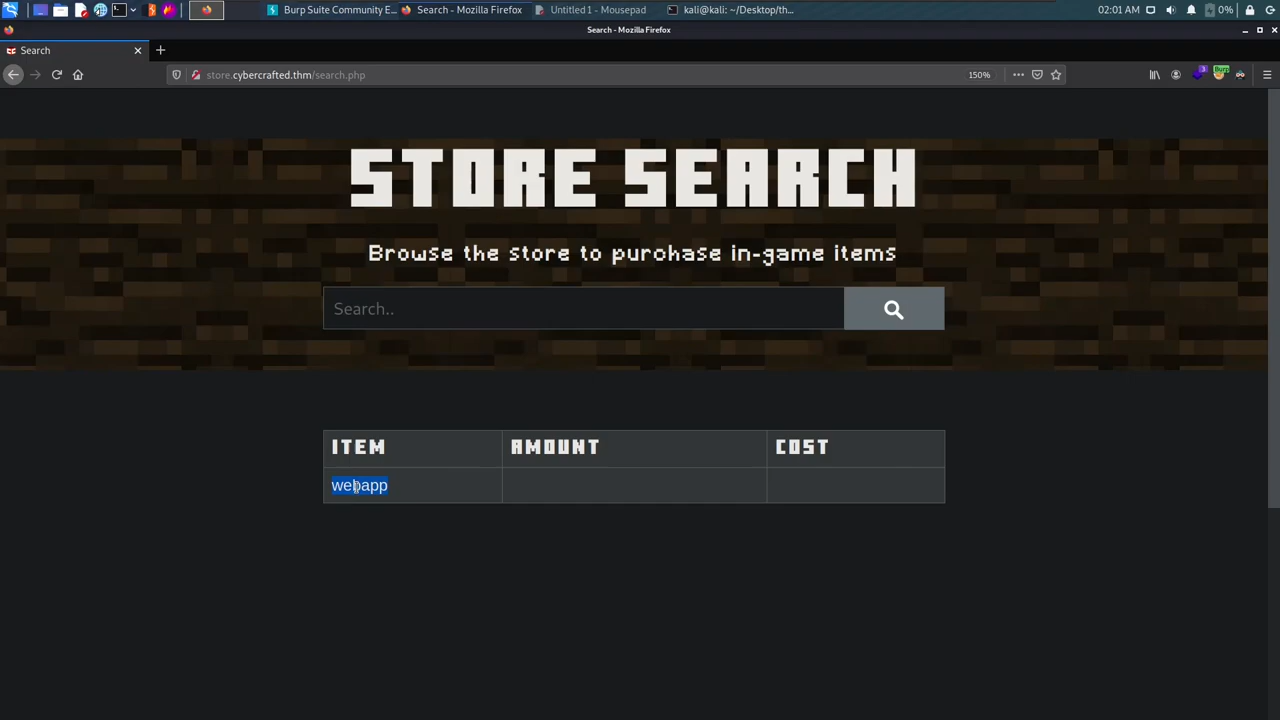 Burp Suite Community E...
Search - Mozilla Firefox
Untitled 1 - Mousepad
kali@kali: ~/Desktop/th...
02:01 AM
0%
Search - Mozilla Firefox
Search
store.cybercrafted.thm/search.php
150%
3
Burp
STORE SEARCH
Browse the store to purchase in-game items
Search..
ITEM AMOUNT COST
webapp